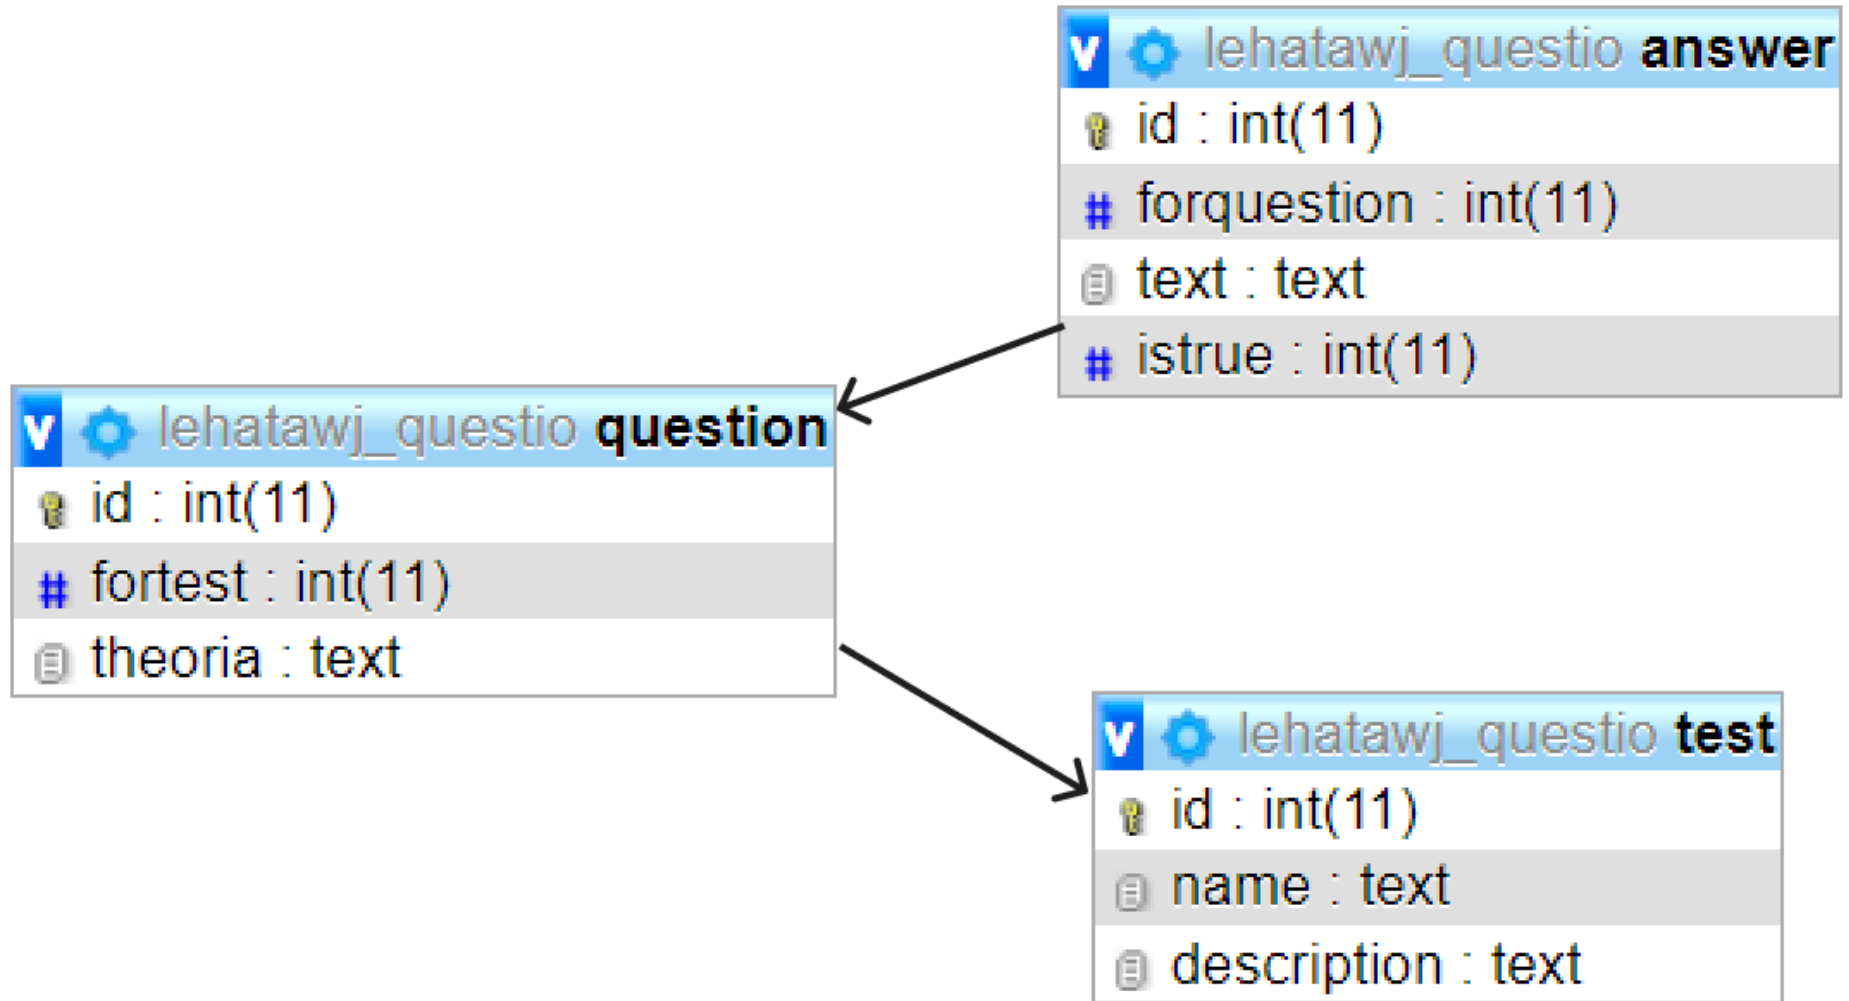 v lehatawj_questio answer
id : int(11)
# forquestion : int(11)
text : text
# istrue : int(11)
v lehatawj_questio question
id : int(11)
# fortest : int(11)
theoria : text
v lehatawj_questio test
id : int(11)
name : text
description : text